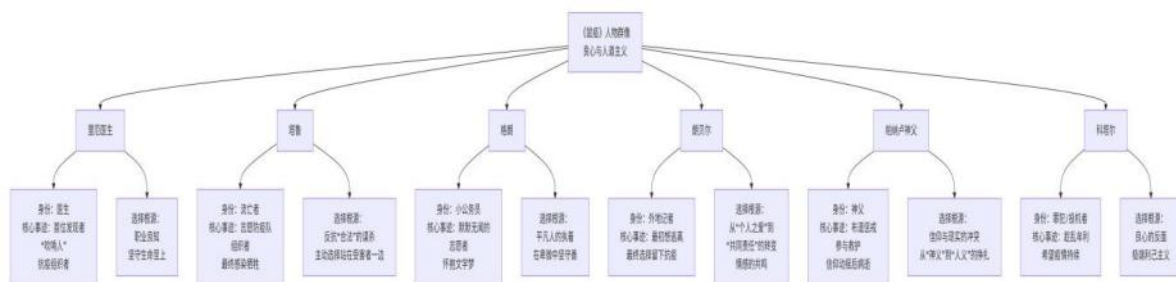 《鼠疫》人物群像
良心与人道主义
里厄医生
塔鲁
格朗
朗贝尔
帕纳卢神父
科塔尔
身份：医生
核心事迹：首位发现者
“吹哨人”
抗疫组织者
选择根源：
职业良知
坚守生命至上
身份：流亡者
核心事迹：志愿防疫队
组织者
最终感染牺牲
选择根源：
反抗“合法”的谋杀
主动选择站在受害者一边
身份：小公务员
核心事迹：默默无闻的
志愿者
怀抱文学梦
选择根源：
平凡人的执着
在卑微中坚守善
身份：外地记者
核心事迹：最初想逃离
最终选择留下抗疫
选择根源：
从“个人之爱”到
“共同责任”的转变
情感的共鸣
身份：神父
核心事迹：布道惩戒
参与救护
信仰动摇后病逝
选择根源：
信仰与现实的冲突
从“神义”到“人义”的挣扎
身份：罪犯/投机者
核心事迹：趁乱牟利
希望疫情持续
选择根源：
良心的反面
极端利己主义